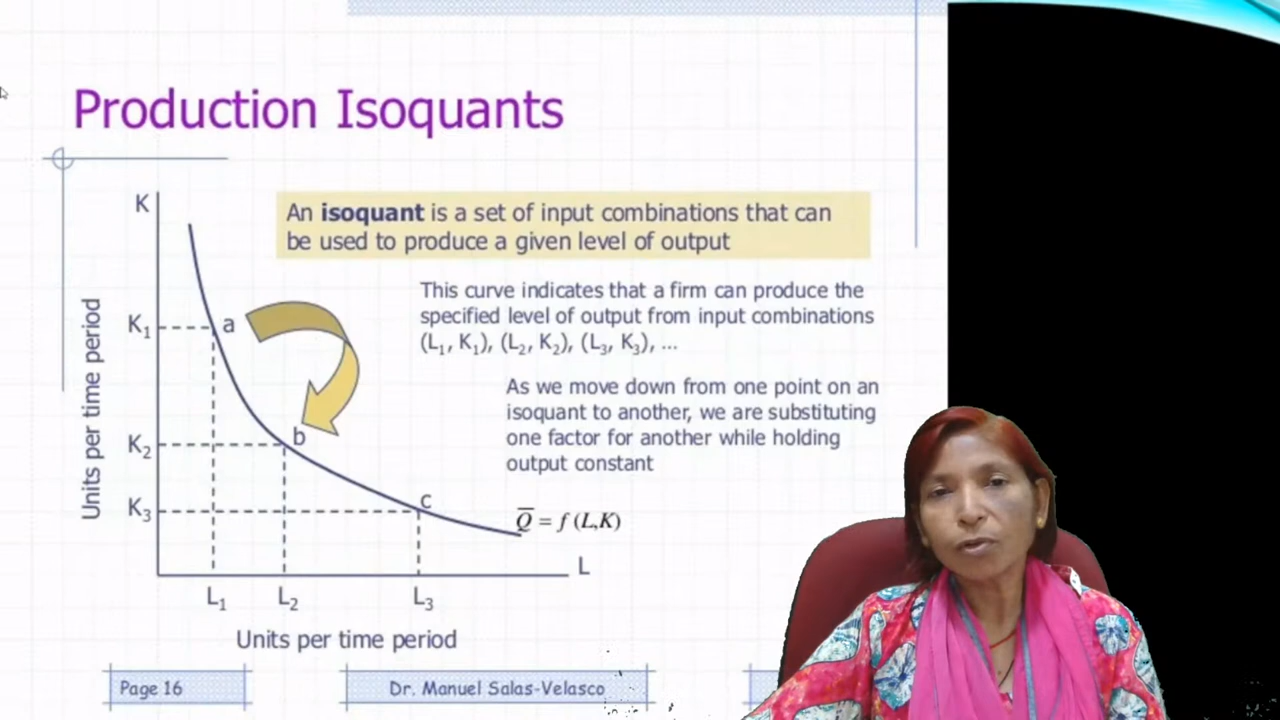 Production Isoquants
K
An isoquant is a set of input combinations that can
be used to produce a given level of output
This curve indicates that a firm can produce the
specified level of output from input combinations
(L₁, K₁), (L₂, K₂), (L₃, K₃), ...
As we move down from one point on an
isoquant to another, we are substituting
one factor for another while holding
output constant
Units per time period
K₁
a
K₂
b
K₃
c
Q̅ = f (L,K)
L
L₁ L₂ L₃
Units per time period
Page 16
Dr. Manuel Salas-Velasco